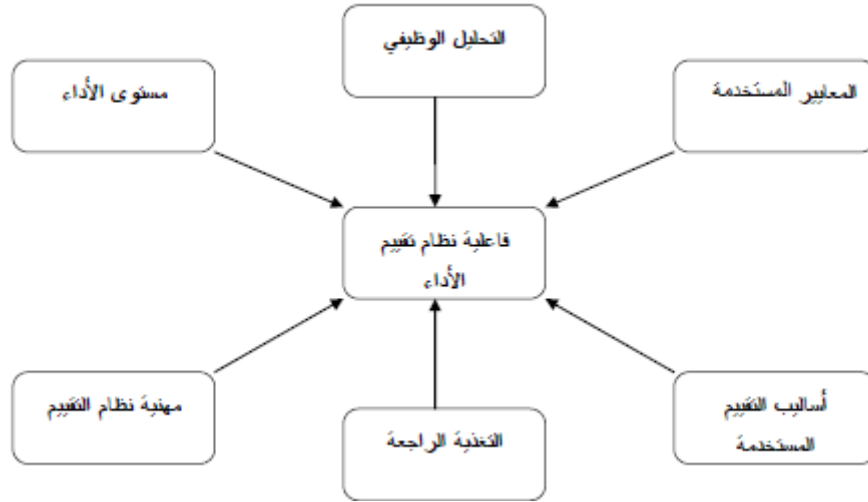 التحليل الوظيفي
المعايير المستخدمة
مستوى الأداء
فاعلية نظام تقييم
الأداء
أساليب التقييم
المستخدمة
مهنية نظام التقييم
التغذية الراجعة